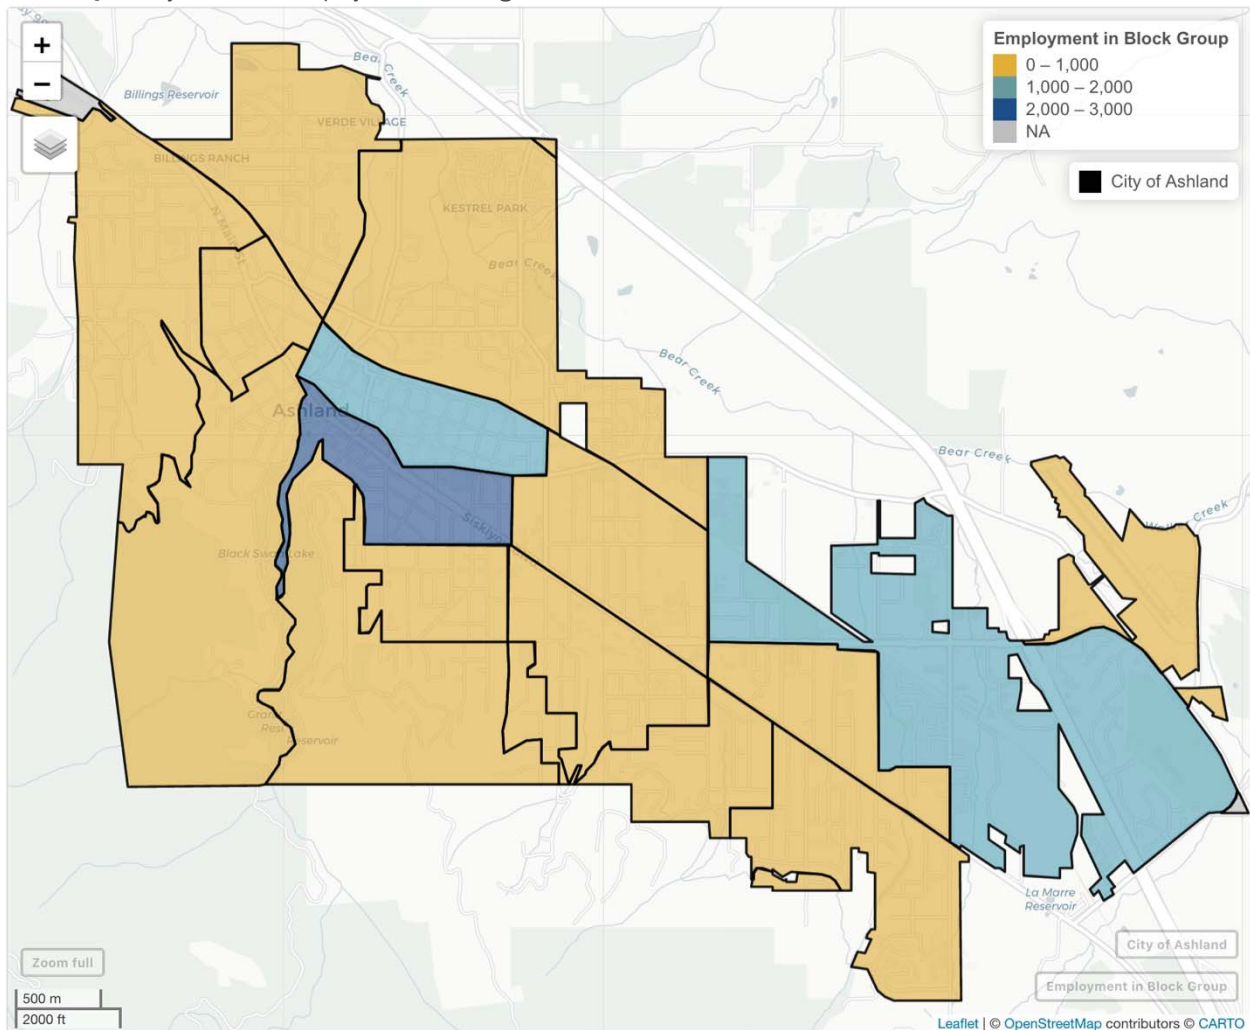 +
−
Billings Reservoir
Bear Creek
VERDE VILLAGE
BILLINGS RANCH
KESTREL PARK
N Main St
Bear Creek
Bear Creek
Ashland
Bear Creek
Siskiyou
Black Swan Lake
Reservoir
La Marre
Reservoir
Employment in Block Group
0 – 1,000
1,000 – 2,000
2,000 – 3,000
NA
City of Ashland
Zoom full
City of Ashland
Employment in Block Group
500 m
2000 ft
Leaflet | © OpenStreetMap contributors © CARTO